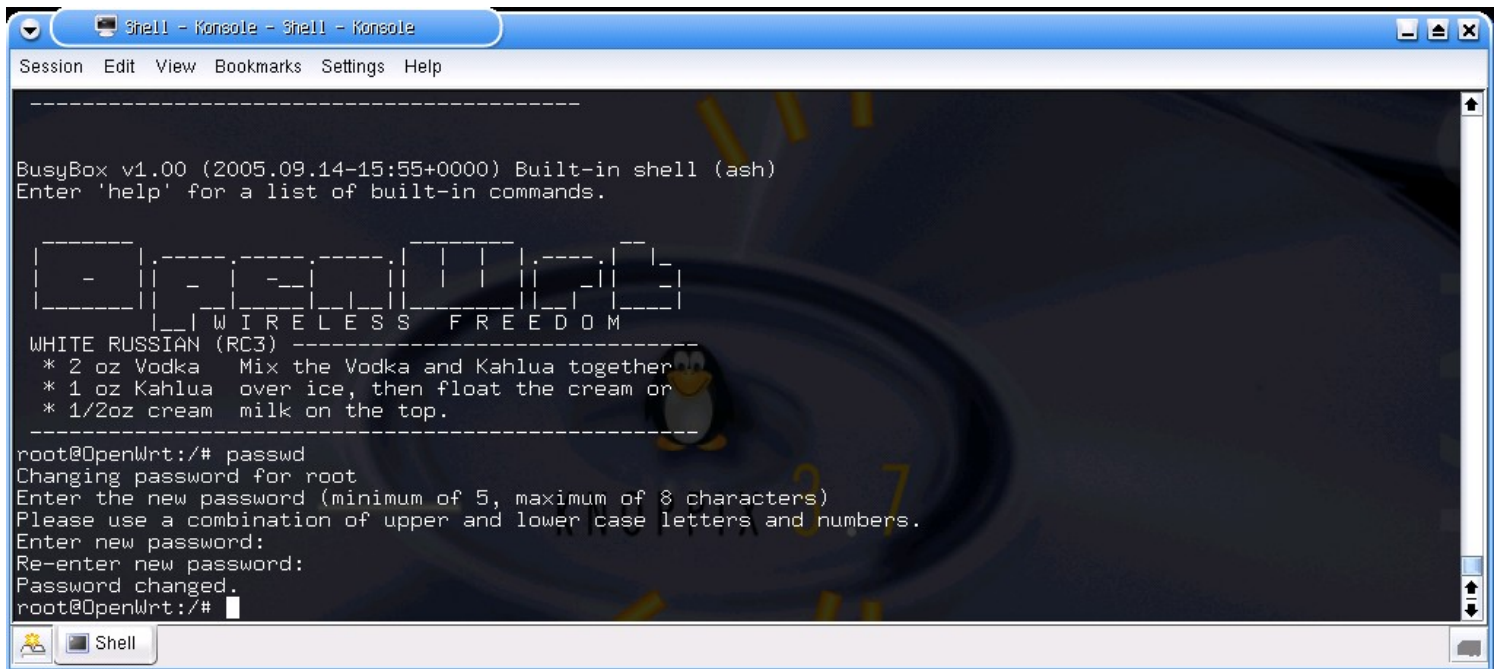 Shell - Konsole - Shell - Konsole
Session Edit View Bookmarks Settings Help
BusyBox v1.00 (2005.09.14-15:55+0000) Built-in shell (ash)
Enter 'help' for a list of built-in commands.
OpenWrt
W I R E L E S S   F R E E D O M
WHITE RUSSIAN (RC3) -------------------------------
* 2 oz Vodka   Mix the Vodka and Kahlua together
* 1 oz Kahlua  over ice, then float the cream or
* 1/2oz cream  milk on the top.
root@OpenWrt:/# passwd
Changing password for root
Enter the new password (minimum of 5, maximum of 8 characters)
Please use a combination of upper and lower case letters and numbers.
Enter new password:
Re-enter new password:
Password changed.
root@OpenWrt:/#
KNOPPIX 3.7
Shell